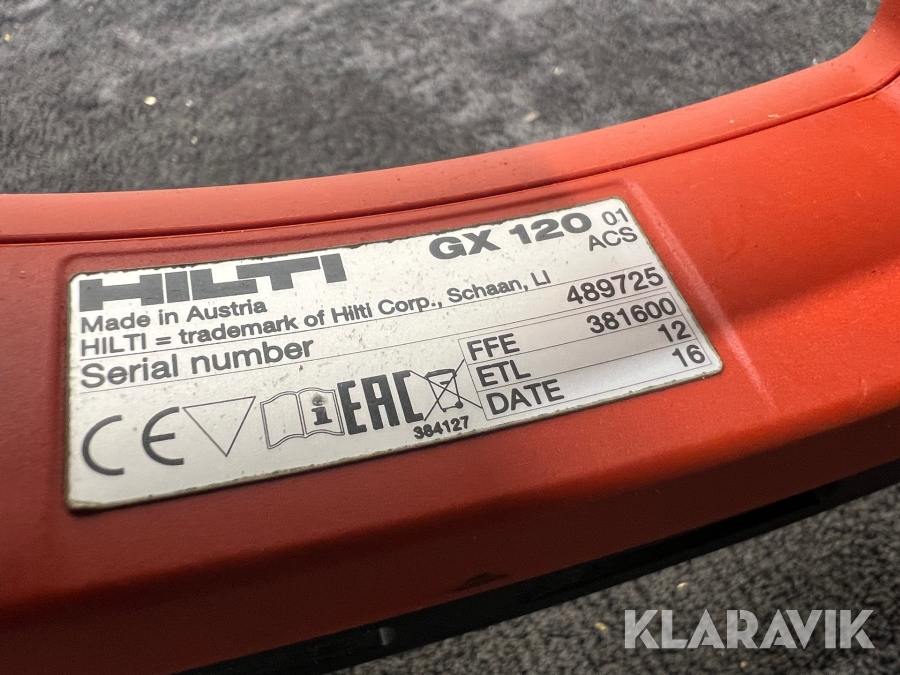 HILTI GX 120 01
ACS
Made in Austria
HILTI = trademark of Hilti Corp., Schaan, LI
Serial number 489725
FFE 381600
ETL 12
DATE 16
CE i EAC
384127
KLARAVIK